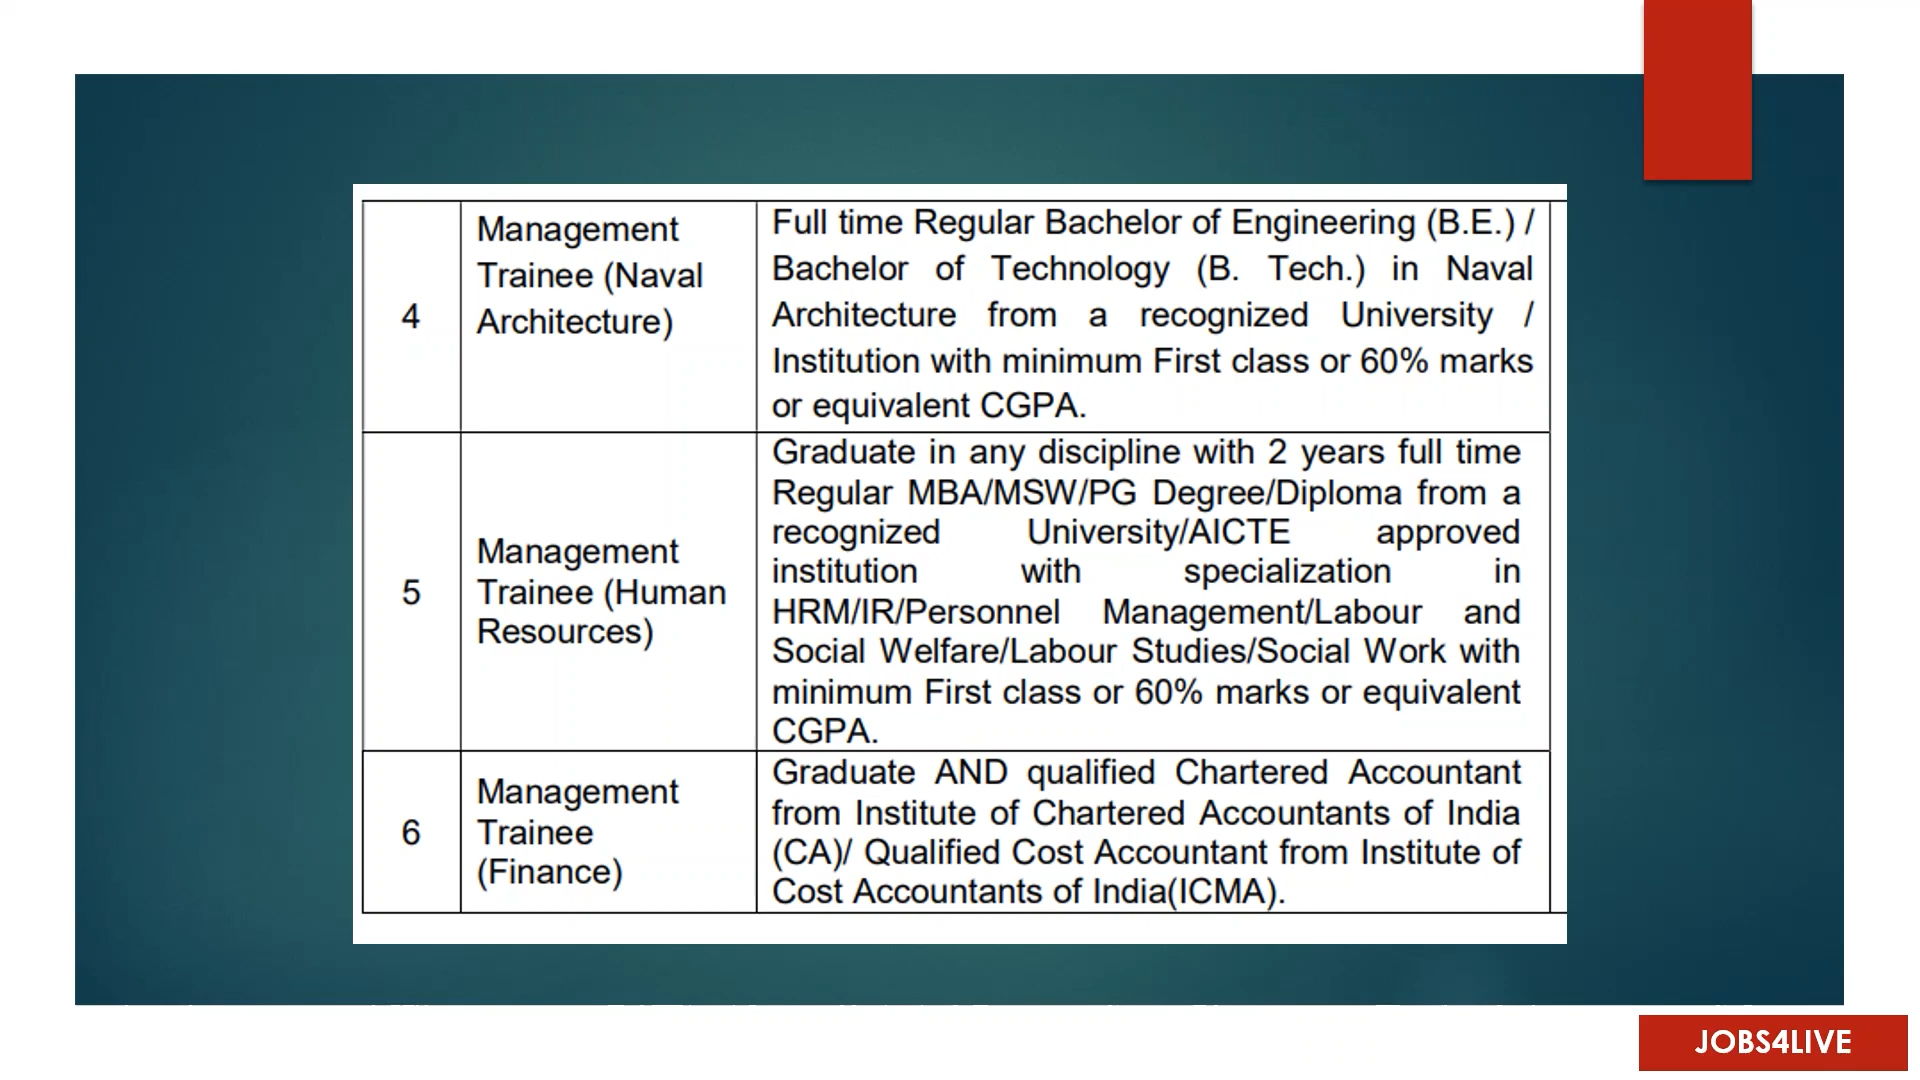 4
Management
Trainee (Naval
Architecture)
Full time Regular Bachelor of Engineering (B.E.) /
Bachelor of Technology (B. Tech.) in Naval
Architecture from a recognized University /
Institution with minimum First class or 60% marks
or equivalent CGPA.
5
Management
Trainee (Human
Resources)
Graduate in any discipline with 2 years full time
Regular MBA/MSW/PG Degree/Diploma from a
recognized University/AICTE approved
institution with specialization in
HRM/IR/Personnel Management/Labour and
Social Welfare/Labour Studies/Social Work with
minimum First class or 60% marks or equivalent
CGPA.
6
Management
Trainee
(Finance)
Graduate AND qualified Chartered Accountant
from Institute of Chartered Accountants of India
(CA)/ Qualified Cost Accountant from Institute of
Cost Accountants of India(ICMA).
JOBS4LIVE